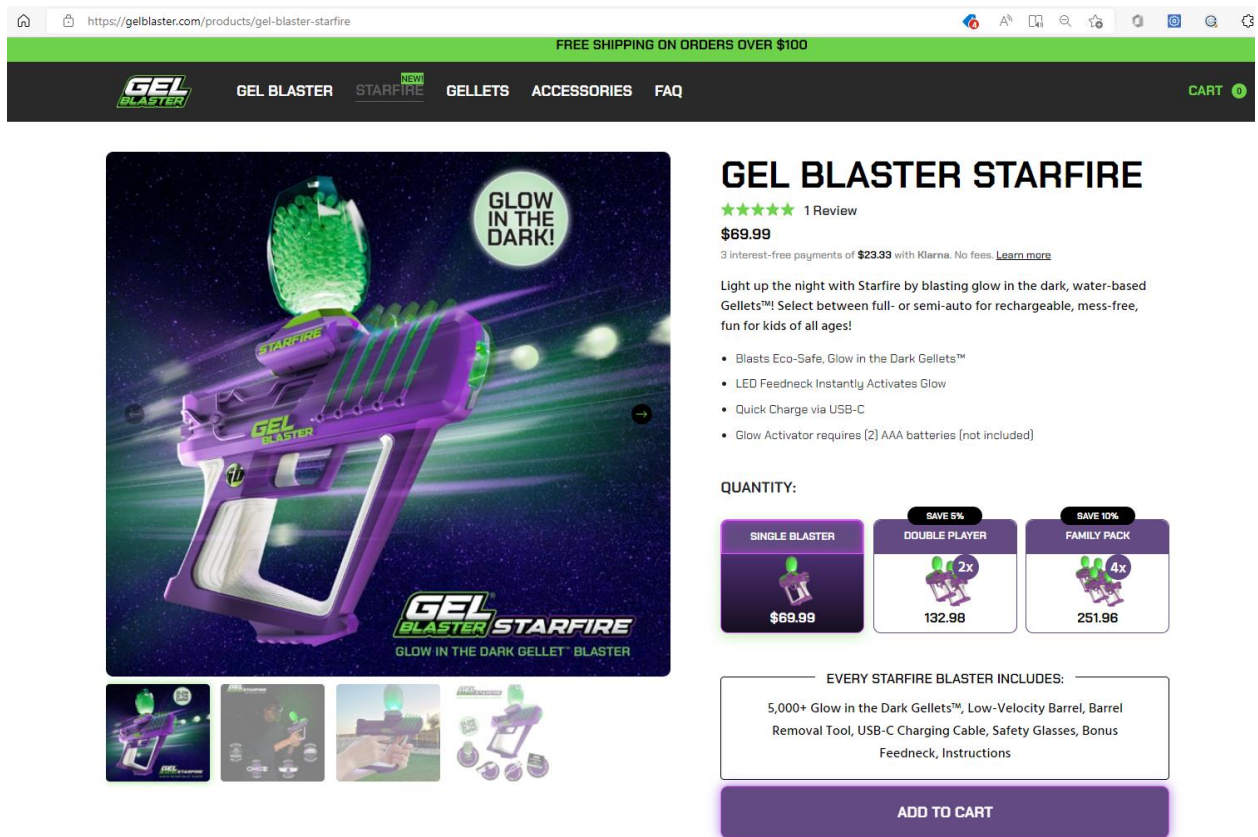 https://gelblaster.com/products/gel-blaster-starfire
FREE SHIPPING ON ORDERS OVER $100
GEL
BLASTER
GEL BLASTER
STARFIRE
NEW!
GELLETS
ACCESSORIES
FAQ
CART 0
GLOW
IN THE
DARK!
STARFIRE
GEL
BLASTER
GEL
BLASTER STARFIRE
GLOW IN THE DARK GELLET™ BLASTER
GEL BLASTER STARFIRE
1 Review
$69.99
3 interest-free payments of $23.33 with Klarna. No fees. Learn more
Light up the night with Starfire by blasting glow in the dark, water-based
Gellets™! Select between full- or semi-auto for rechargeable, mess-free,
fun for kids of all ages!
• Blasts Eco-Safe, Glow in the Dark Gellets™
• LED Feedneck Instantly Activates Glow
• Quick Charge via USB-C
• Glow Activator requires (2) AAA batteries (not included)
QUANTITY:
SINGLE BLASTER
$69.99
SAVE 5%
DOUBLE PLAYER
2x
132.98
SAVE 10%
FAMILY PACK
4x
251.96
EVERY STARFIRE BLASTER INCLUDES:
5,000+ Glow in the Dark Gellets™, Low-Velocity Barrel, Barrel
Removal Tool, USB-C Charging Cable, Safety Glasses, Bonus
Feedneck, Instructions
ADD TO CART